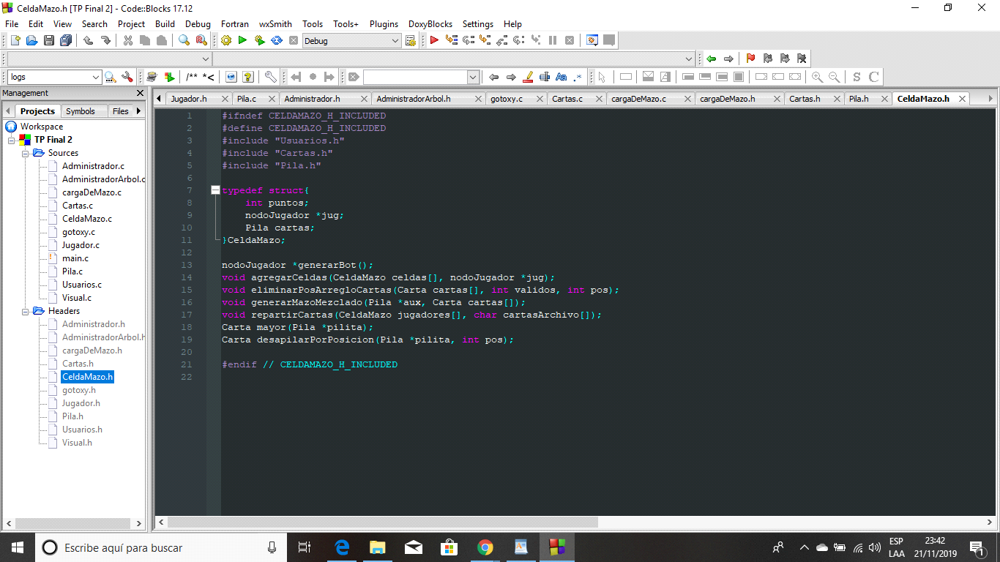 CeldaMazo.h [TP Final 2] - Code::Blocks 17.12
File Edit View Search Project Build Debug Fortran wxSmith Tools Tools+ Plugins DoxyBlocks Settings Help
Debug
logs /** *< Aa .* S C
Management
Jugador.h Pila.c Administrador.h AdministradorArbol.h gotoxy.c Cartas.c cargaDeMazo.c cargaDeMazo.h Cartas.h Pila.h CeldaMazo.h
Projects Symbols Files
Workspace
TP Final 2
Sources
Administrador.c
AdministradorArbol.c
cargaDeMazo.c
Cartas.c
CeldaMazo.c
gotoxy.c
Jugador.c
main.c
Pila.c
Usuarios.c
Visual.c
Headers
Administrador.h
AdministradorArbol.h
cargaDeMazo.h
Cartas.h
CeldaMazo.h
gotoxy.h
Jugador.h
Pila.h
Usuarios.h
Visual.h
1 #ifndef CELDAMAZO_H_INCLUDED
2 #define CELDAMAZO_H_INCLUDED
3 #include "Usuarios.h"
4 #include "Cartas.h"
5 #include "Pila.h"
6
7 typedef struct{
8 int puntos;
9 nodoJugador *jug;
10 Pila cartas;
11 }CeldaMazo;
12
13 nodoJugador *generarBot();
14 void agregarCeldas(CeldaMazo celdas[], nodoJugador *jug);
15 void eliminarPosArregloCartas(Carta cartas[], int validos, int pos);
16 void generarMazoMezclado(Pila *aux, Carta cartas[]);
17 void repartirCartas(CeldaMazo jugadores[], char cartasArchivo[]);
18 Carta mayor(Pila *pilita);
19 Carta desapilarPorPosicion(Pila *pilita, int pos);
20
21 #endif // CELDAMAZO_H_INCLUDED
22
Escribe aquí para buscar
ESP
LAA
23:42
21/11/2019
1